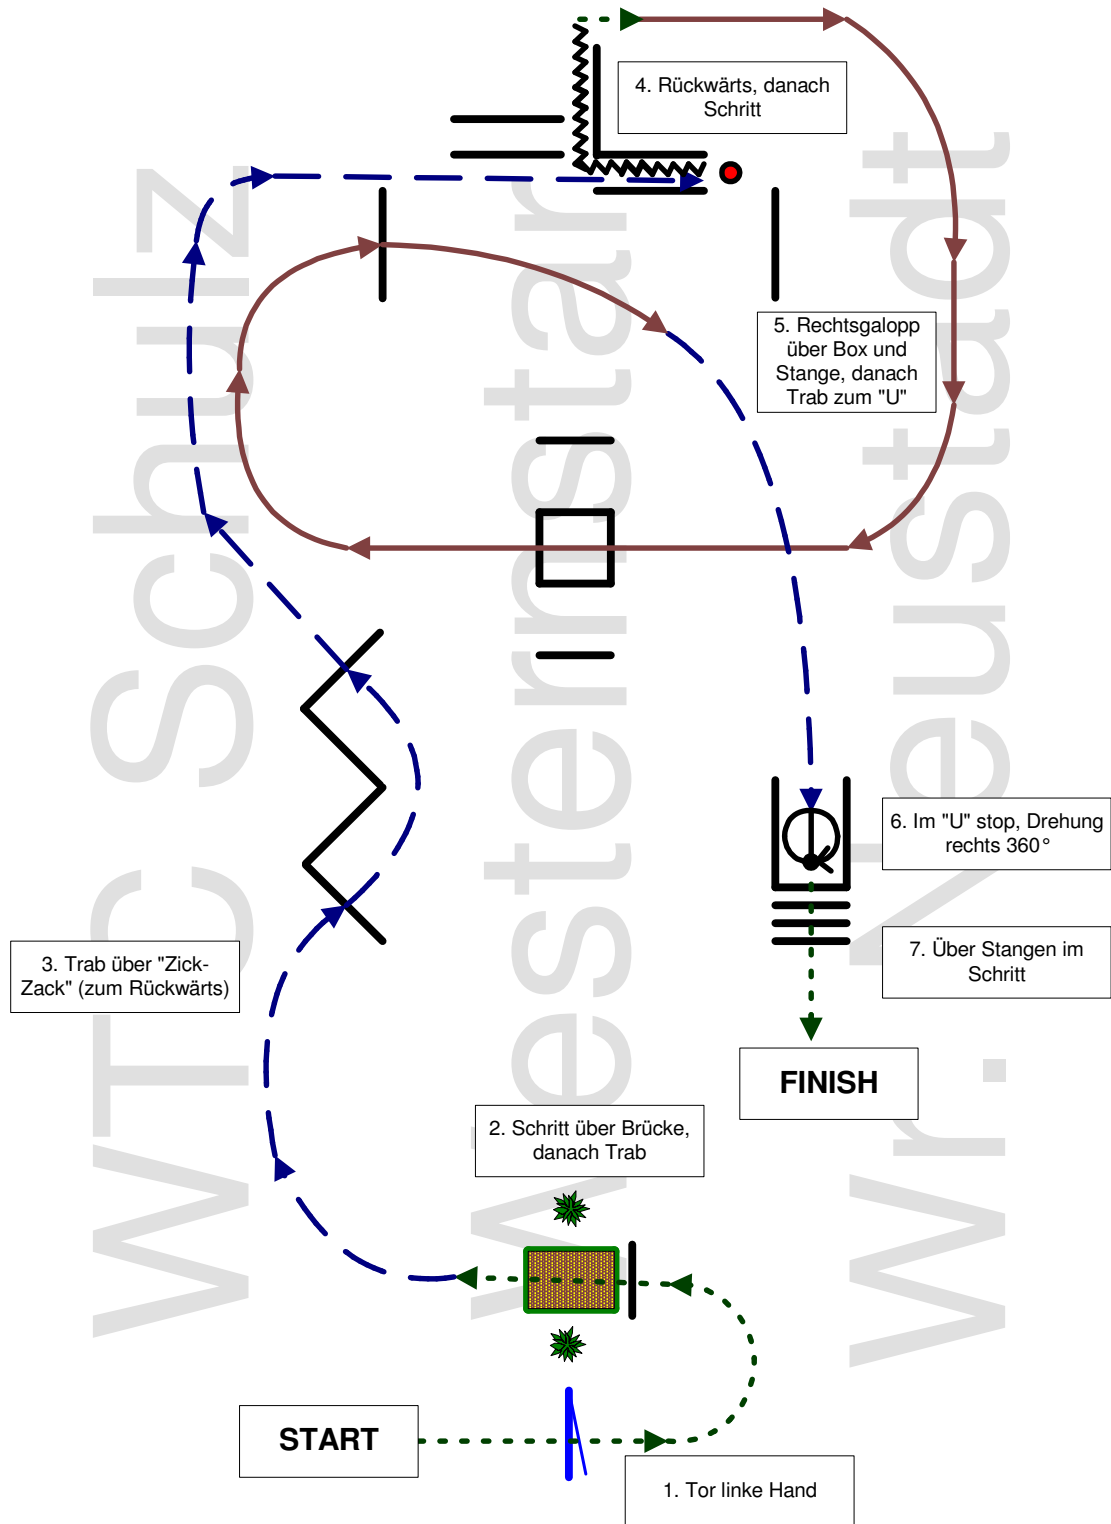 4. Rückwärts, danach
Schritt
5. Rechtsgalopp
über Box und
Stange, danach
Trab zum "U"
6. Im "U" stop, Drehung
rechts 360°
3. Trab über "Zick-
Zack" (zum Rückwärts)
7. Über Stangen im
Schritt
FINISH
2. Schritt über Brücke,
danach Trab
START
1. Tor linke Hand
WTC Schulz
Westernstar
Wr. Neustadt